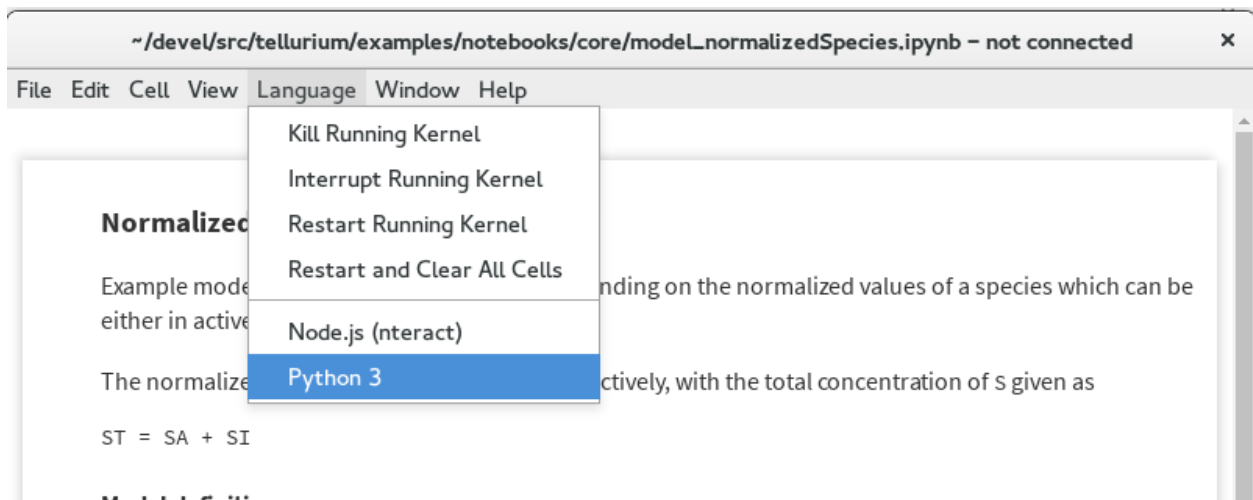 ~/devel/src/tellurium/examples/notebooks/core/model_normalizedSpecies.ipynb – not connected ×
File Edit Cell View Language Window Help
Kill Running Kernel
Interrupt Running Kernel
Restart Running Kernel
Restart and Clear All Cells
Node.js (nteract)
Python 3
Normalized
Example mode nding on the normalized values of a species which can be
either in active
The normalize ctively, with the total concentration of S given as
ST = SA + SI